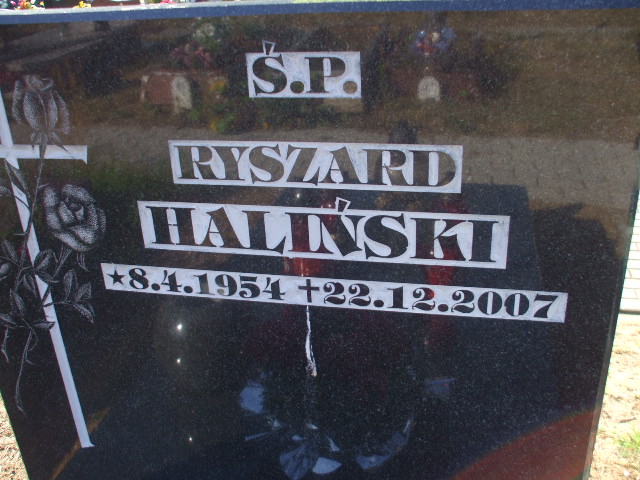 Ś.P.
RYSZARD
HALIŃSKI
★8.4.1954 ✝22.12.2007